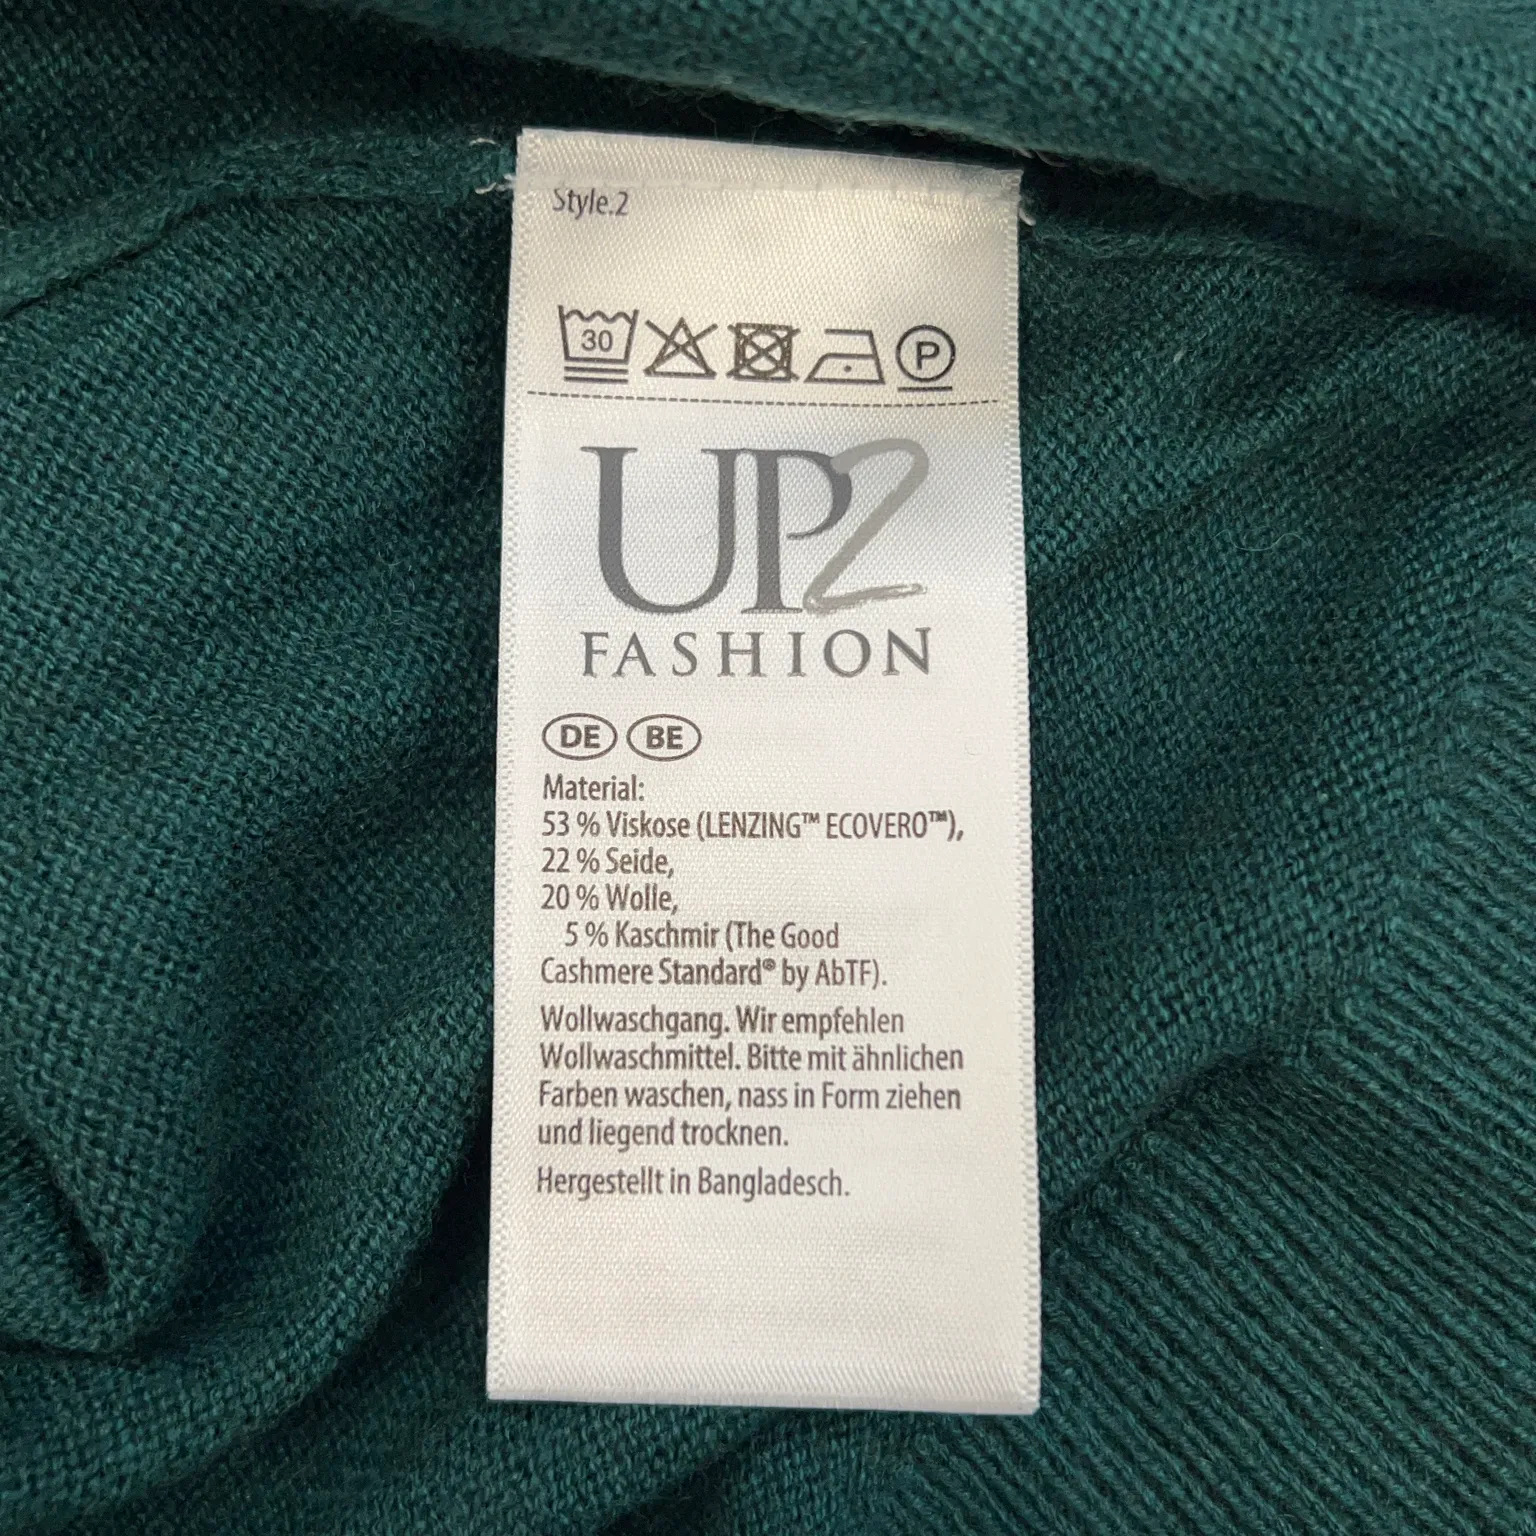 Style.2
30 P
UP2
FASHION
DE BE
Material:
53 % Viskose (LENZING™ ECOVERO™),
22 % Seide,
20 % Wolle,
5 % Kaschmir (The Good
Cashmere Standard® by AbTF).
Wollwaschgang. Wir empfehlen
Wollwaschmittel. Bitte mit ähnlichen
Farben waschen, nass in Form ziehen
und liegend trocknen.
Hergestellt in Bangladesch.